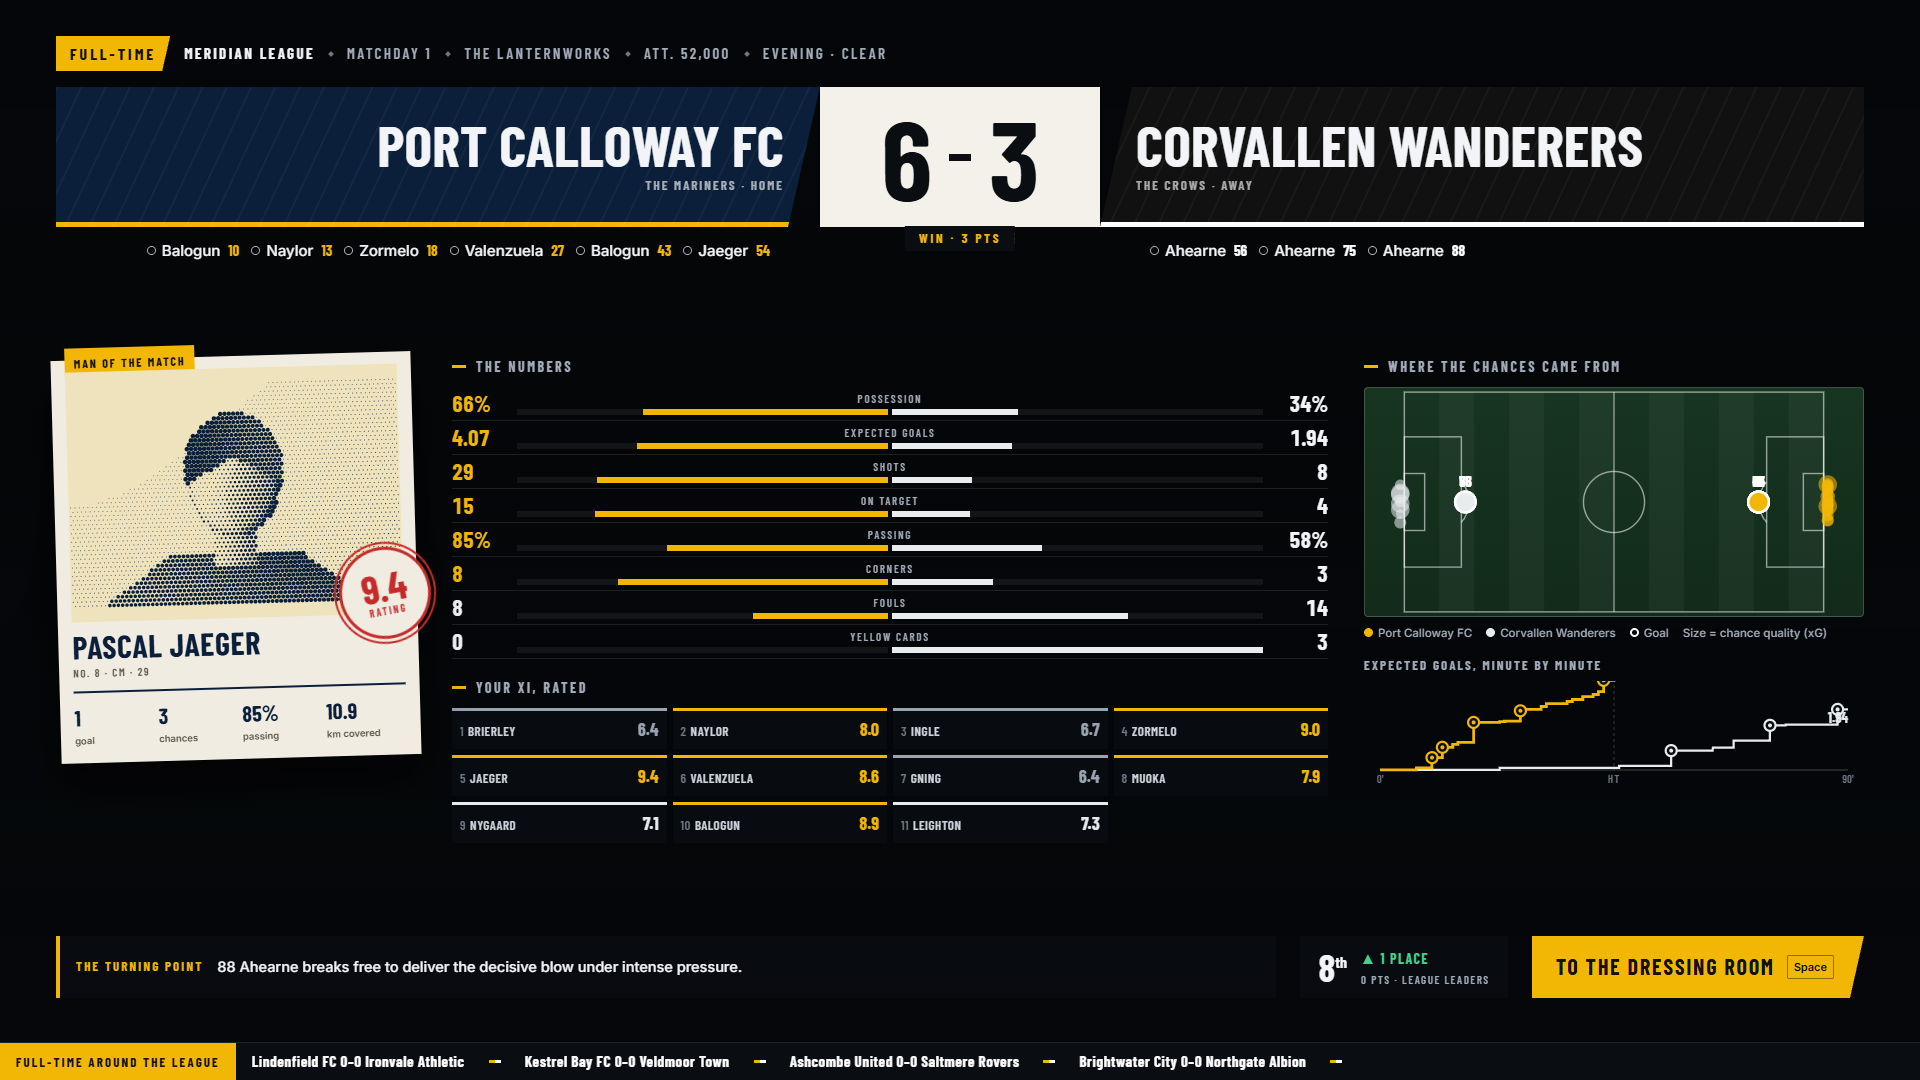 FULL-TIME MERIDIAN LEAGUE ◆ MATCHDAY 1 ◆ THE LANTERNWORKS ◆ ATT. 52,000 ◆ EVENING · CLEAR
PORT CALLOWAY FC
THE MARINERS · HOME
6 - 3
WIN · 3 PTS
CORVALLEN WANDERERS
THE CROWS · AWAY
Balogun 10 Naylor 13 Zormelo 18 Valenzuela 27 Balogun 43 Jaeger 54
Ahearne 56 Ahearne 75 Ahearne 88
MAN OF THE MATCH
9.4
RATING
PASCAL JAEGER
NO. 8 · CM · 29
1 3 85% 10.9
goal chances passing km covered
THE NUMBERS
66% POSSESSION 34%
4.07 EXPECTED GOALS 1.94
29 SHOTS 8
15 ON TARGET 4
85% PASSING 58%
8 CORNERS 3
8 FOULS 14
0 YELLOW CARDS 3
YOUR XI, RATED
1 BRIERLEY 6.4 2 NAYLOR 8.0 3 INGLE 6.7 4 ZORMELO 9.0
5 JAEGER 9.4 6 VALENZUELA 8.6 7 GNING 6.4 8 MUOKA 7.9
9 NYGAARD 7.1 10 BALOGUN 8.9 11 LEIGHTON 7.3
WHERE THE CHANCES CAME FROM
Port Calloway FC Corvallen Wanderers Goal Size = chance quality (xG)
EXPECTED GOALS, MINUTE BY MINUTE
1.94
0' HT 90'
THE TURNING POINT 88 Ahearne breaks free to deliver the decisive blow under intense pressure.
8th ▲ 1 PLACE
0 PTS · LEAGUE LEADERS
TO THE DRESSING ROOM Space
FULL-TIME AROUND THE LEAGUE Lindenfield FC 0–0 Ironvale Athletic Kestrel Bay FC 0–0 Veldmoor Town Ashcombe United 0–0 Saltmere Rovers Brightwater City 0–0 Northgate Albion